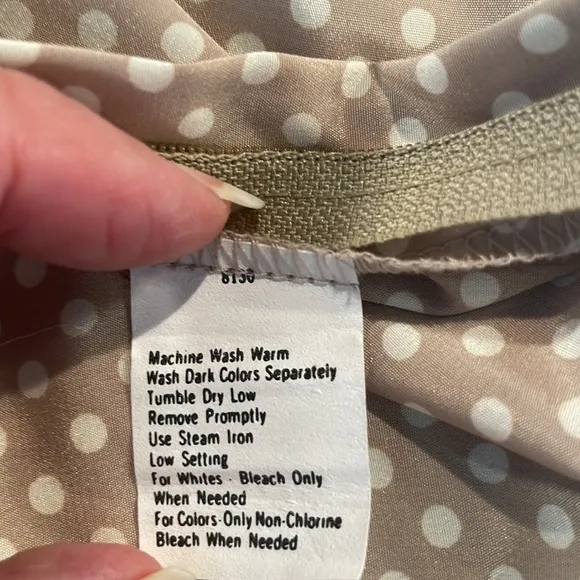 8130
Machine Wash Warm
Wash Dark Colors Separately
Tumble Dry Low
Remove Promptly
Use Steam Iron
Low Setting
For Whites - Bleach Only
When Needed
For Colors-Only Non-Chlorine
Bleach When Needed